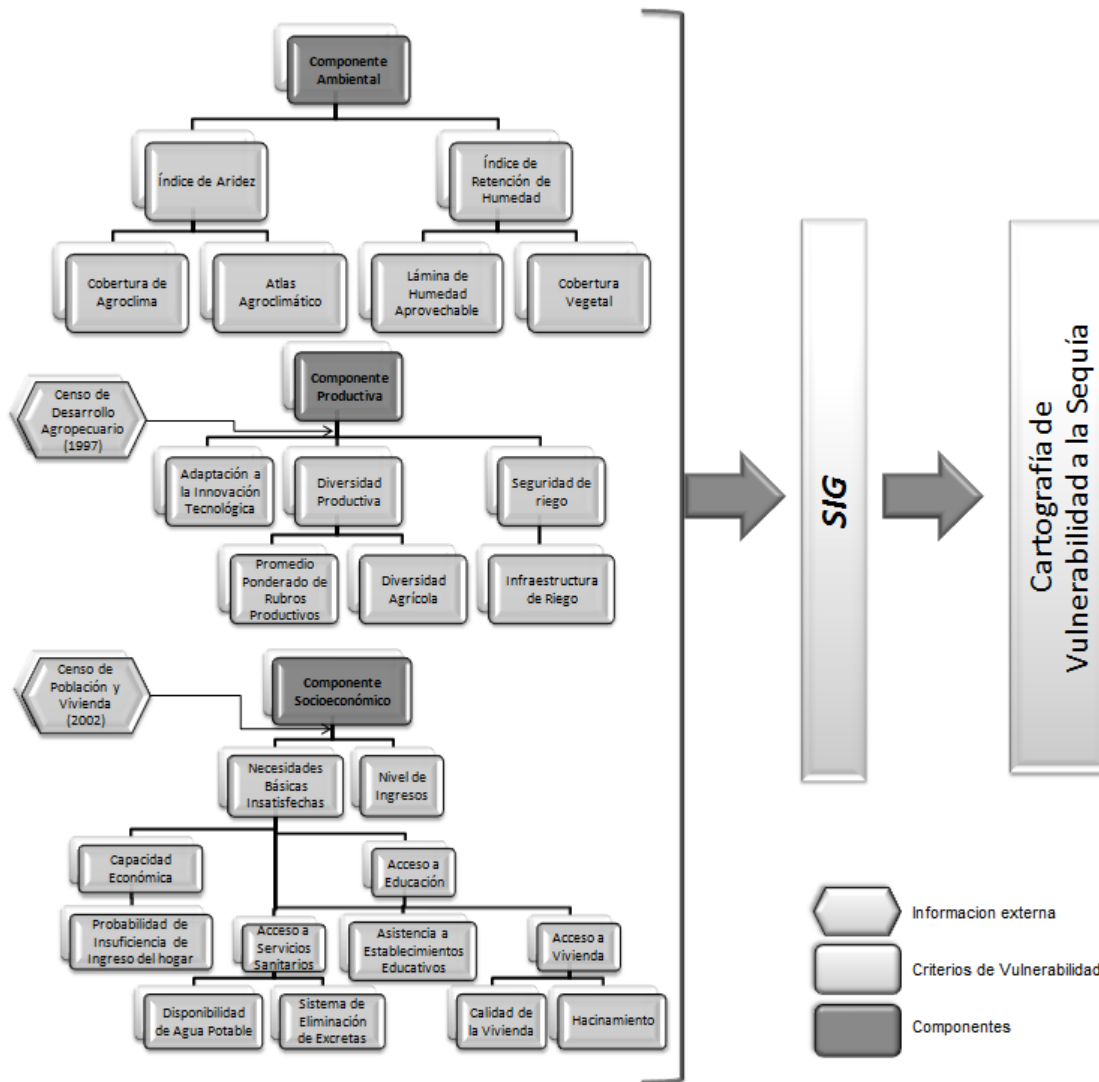 Componente
Ambiental
Índice de Aridez
Índice de
Retención de
Humedad
Cobertura de
Agroclima
Atlas
Agroclimático
Lámina de
Humedad
Aprovechable
Cobertura
Vegetal
Componente
Productiva
Censo de
Desarrollo
Agropecuario
(1997)
Adaptación a
la Innovación
Tecnológica
Diversidad
Productiva
Seguridad de
riego
Promedio
Ponderado de
Rubros
Productivos
Diversidad
Agrícola
Infraestructura
de Riego
Censo de
Población y
Vivienda
(2002)
Componente
Socioeconómico
Necesidades
Básicas
Insatisfechas
Nivel de
Ingresos
Capacidad
Económica
Acceso a
Educación
Probabilidad de
Insuficiencia de
Ingreso del hogar
Acceso a
Servicios
Sanitarios
Asistencia a
Establecimientos
Educativos
Acceso a
Vivienda
Disponibilidad
de Agua Potable
Sistema de
Eliminación
de Excretas
Calidad de
la Vivienda
Hacinamiento
SIG
Cartografía de
Vulnerabilidad a la Sequía
Informacion externa
Criterios de Vulnerabilidad
Componentes